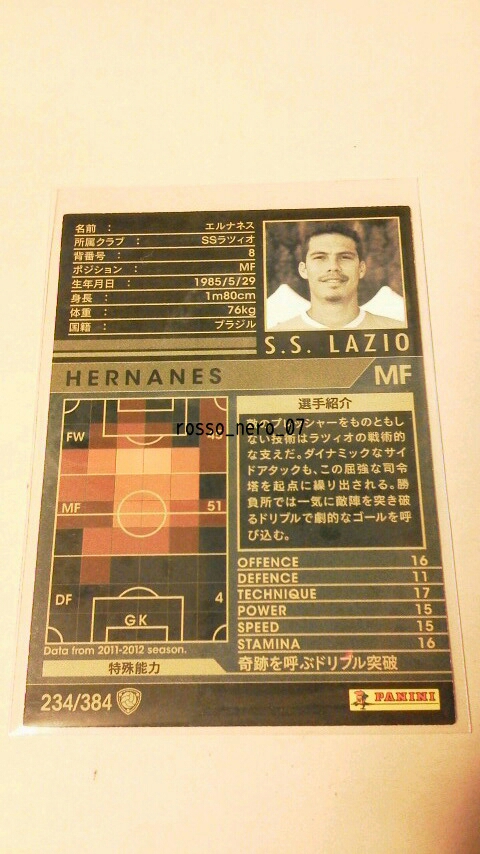 名前 : エルナネス
所属クラブ : SSラツィオ
背番号 : 8
ポジション : MF
生年月日 : 1985/5/29
身長 : 1m80cm
体重 : 76kg
国籍 : ブラジル
S.S. LAZIO
HERNANES MF
FW
MF 51
DF 4
GK
Data from 2011-2012 season.
選手紹介
rosso_nero_07
ない技術はラツィオの戦術的
な支えだ。ダイナミックなサイ
ドアタックも、この屈強な司令
塔を起点に繰り出される。勝
負所では一気に敵陣を突き破
るドリブルで劇的なゴールを呼
び込む。
OFFENCE 16
DEFENCE 11
TECHNIQUE 17
POWER 15
SPEED 15
STAMINA 16
特殊能力 奇跡を呼ぶドリブル突破
234/384
PANINI